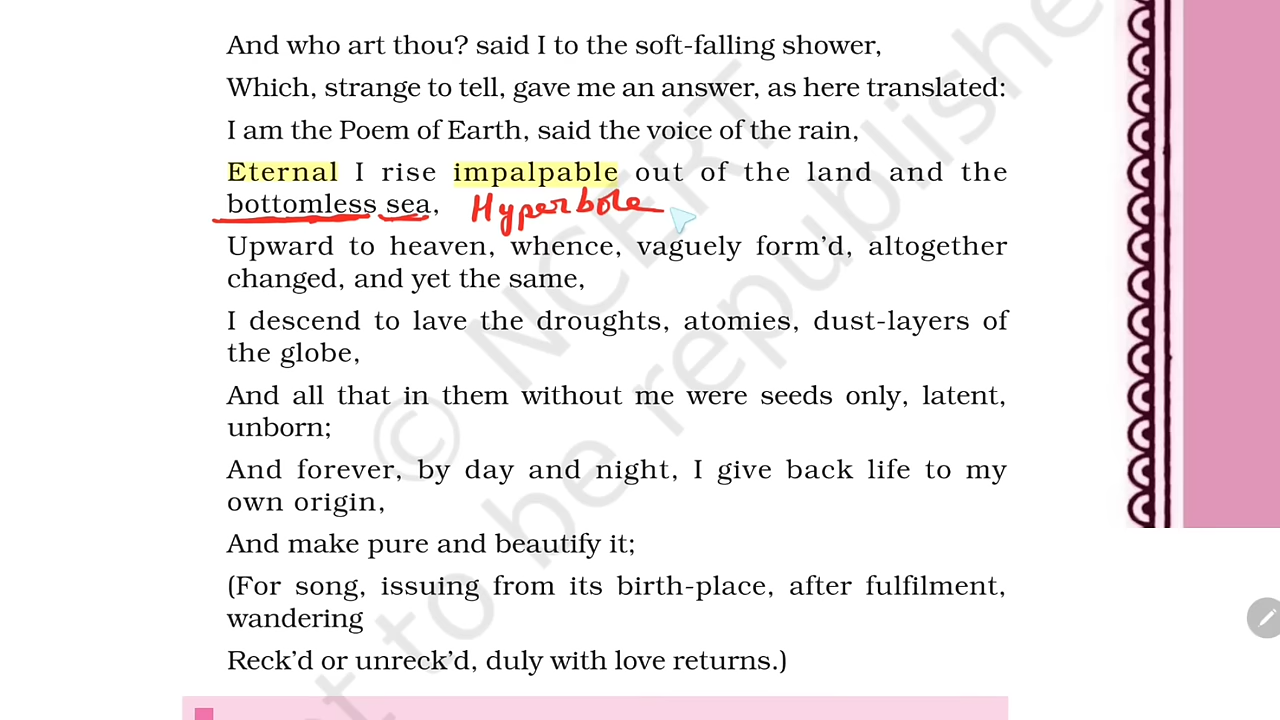 And who art thou? said I to the soft-falling shower,
Which, strange to tell, gave me an answer, as here translated:
I am the Poem of Earth, said the voice of the rain,
Eternal I rise impalpable out of the land and the
bottomless sea, Hyperbole
Upward to heaven, whence, vaguely form'd, altogether
changed, and yet the same,
I descend to lave the droughts, atomies, dust-layers of
the globe,
And all that in them without me were seeds only, latent,
unborn;
And forever, by day and night, I give back life to my
own origin,
And make pure and beautify it;
(For song, issuing from its birth-place, after fulfilment,
wandering
Reck'd or unreck'd, duly with love returns.)
© NCERT
not to be republishe